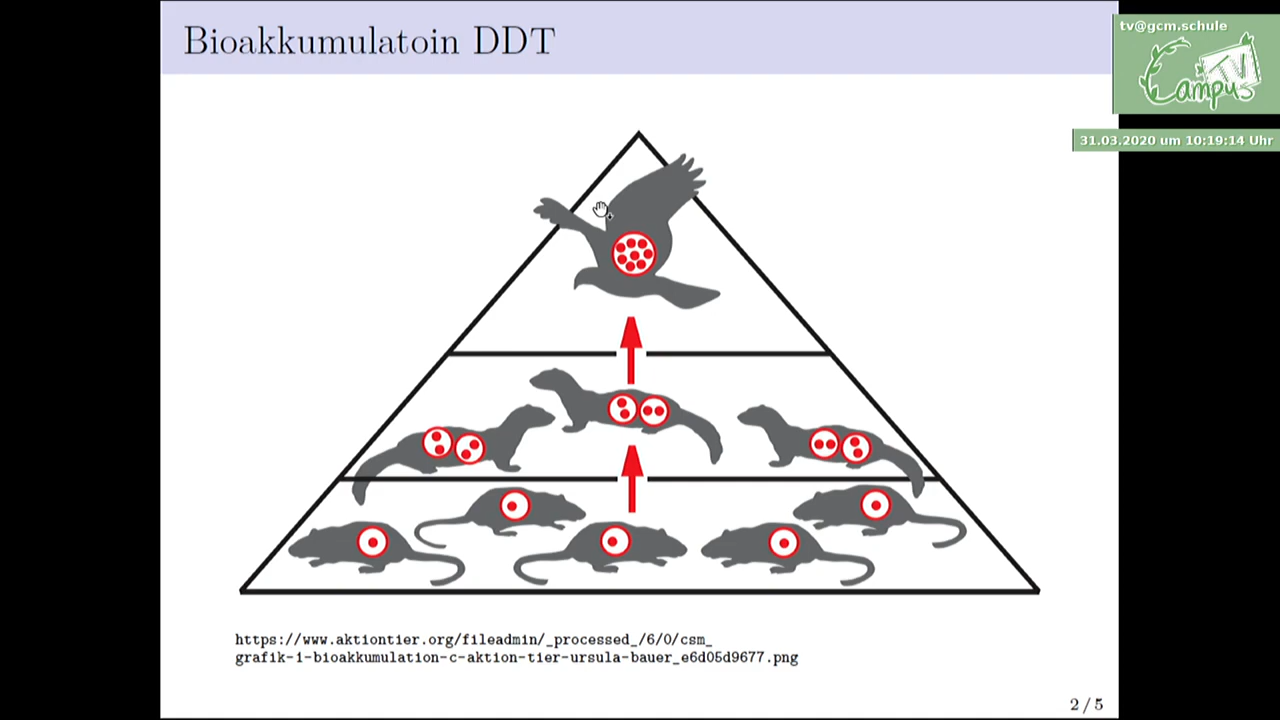 Bioakkumulatoin DDT
tv@gcm.schule
Campus
TV
31.03.2020 um 10:19:14 Uhr
https://www.aktiontier.org/fileadmin/_processed_/6/0/csm_
grafik-1-bioakkumulation-c-aktion-tier-ursula-bauer_e6d05d9677.png
2 / 5